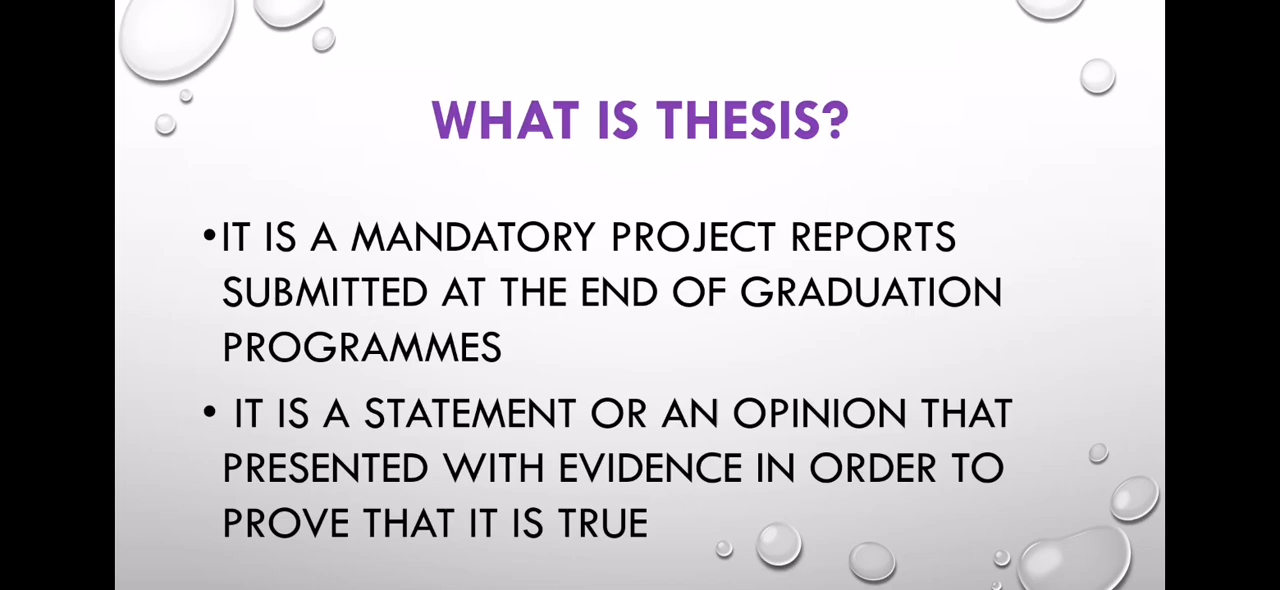 WHAT IS THESIS?
•IT IS A MANDATORY PROJECT REPORTS
SUBMITTED AT THE END OF GRADUATION
PROGRAMMES
• IT IS A STATEMENT OR AN OPINION THAT
PRESENTED WITH EVIDENCE IN ORDER TO
PROVE THAT IT IS TRUE